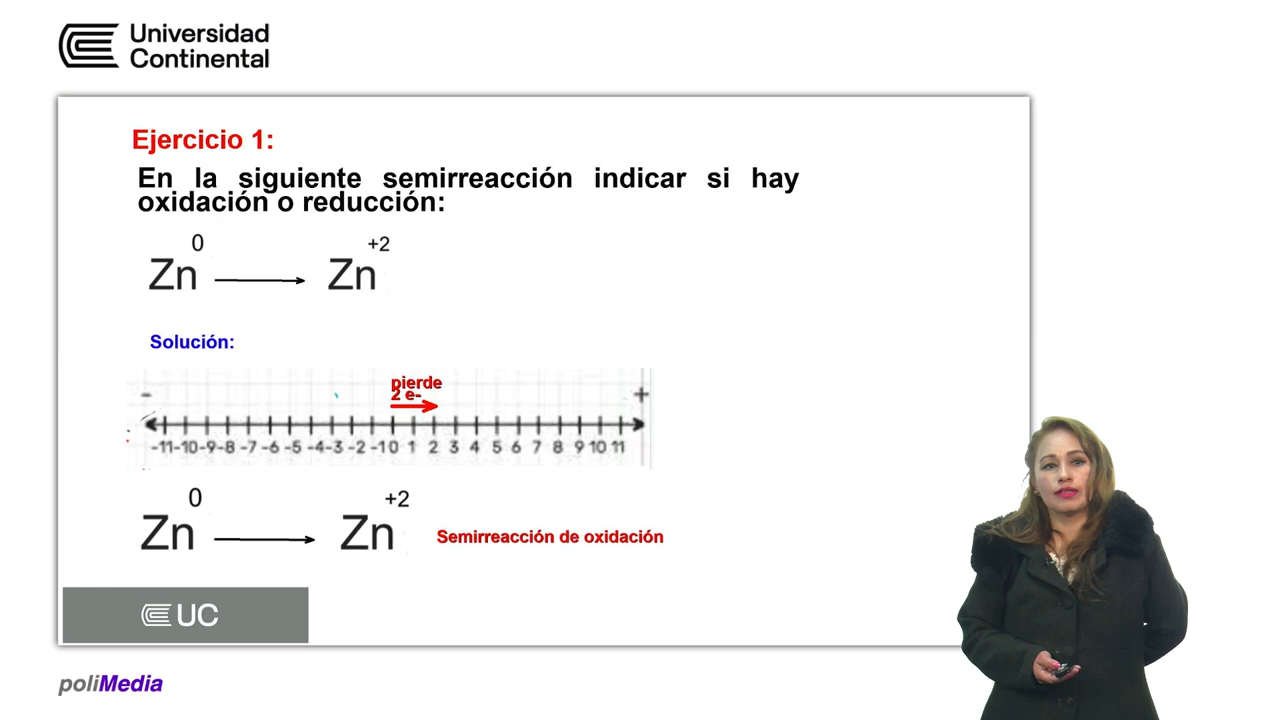 Universidad
Continental
Ejercicio 1:
En la siguiente semirreacción indicar si hay
oxidación o reducción:
0 +2
Zn → Zn
Solución:
pierde
2 e-
- +
-11-10-9-8-7-6-5-4-3-2-1 0 1 2 3 4 5 6 7 8 9 10 11
0 +2
Zn → Zn Semirreacción de oxidación
UC
poliMedia